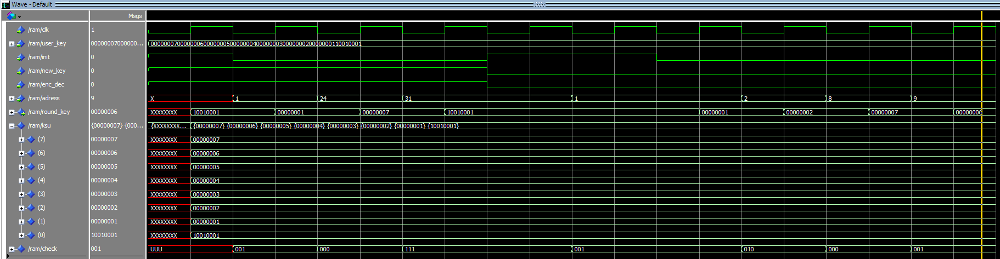 Wave - Default
Msgs
/ram/clk 1
/ram/user_key 00000007000000... 0000000700000006000000050000000400000003000000020000000110010001
/ram/init 0
/ram/new_key 0
/ram/enc_dec 0
/ram/adress 9 X 1 24 31 1 2 8 9
/ram/round_key 00000006 XXXXXXXX 10010001 00000001 00000007 10010001 00000001 00000002 00000007 00000006
/ram/ksu {00000007} {000... {XXXXXXXX... {00000007} {00000006} {00000005} {00000004} {00000003} {00000002} {00000001} {10010001}
(7) 00000007 XXXXXXXX 00000007
(6) 00000006 XXXXXXXX 00000006
(5) 00000005 XXXXXXXX 00000005
(4) 00000004 XXXXXXXX 00000004
(3) 00000003 XXXXXXXX 00000003
(2) 00000002 XXXXXXXX 00000002
(1) 00000001 XXXXXXXX 00000001
(0) 10010001 XXXXXXXX 10010001
/ram/check 001 UUU 001 000 111 001 010 000 001